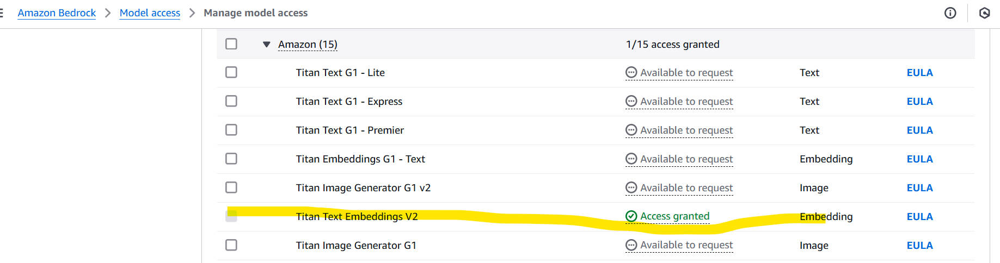 Amazon Bedrock > Model access > Manage model access
Amazon (15) 1/15 access granted
Titan Text G1 - Lite Available to request Text EULA
Titan Text G1 - Express Available to request Text EULA
Titan Text G1 - Premier Available to request Text EULA
Titan Embeddings G1 - Text Available to request Embedding EULA
Titan Image Generator G1 v2 Available to request Image EULA
Titan Text Embeddings V2 Access granted Embedding EULA
Titan Image Generator G1 Available to request Image EULA